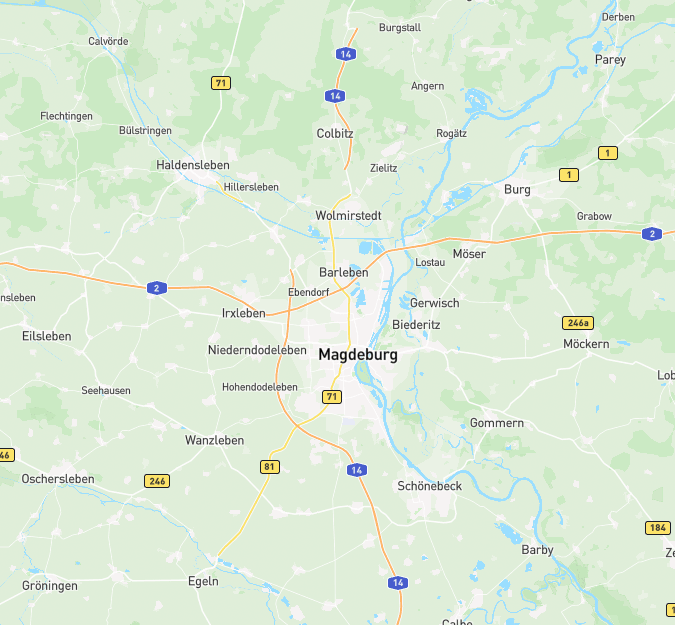 Derben
Burgstall
Calvörde
14
Parey
71
Angern
14
Flechtingen
Bülstringen
Colbitz
Rogätz
1
Haldensleben
Zielitz
1
Hillersleben
Burg
Wolmirstedt
Grabow
2
Möser
Lostau
Barleben
2
Ebendorf
nsleben
Gerwisch
Irxleben
Biederitz
246a
Eilsleben
Möckern
Niederndodeleben
Magdeburg
Lob
Seehausen
Hohendodeleben
71
Gommern
Wanzleben
46
81
14
Oschersleben
246
Schönebeck
184
Barby
Ze
Egeln
Gröningen
14
1
Calbe